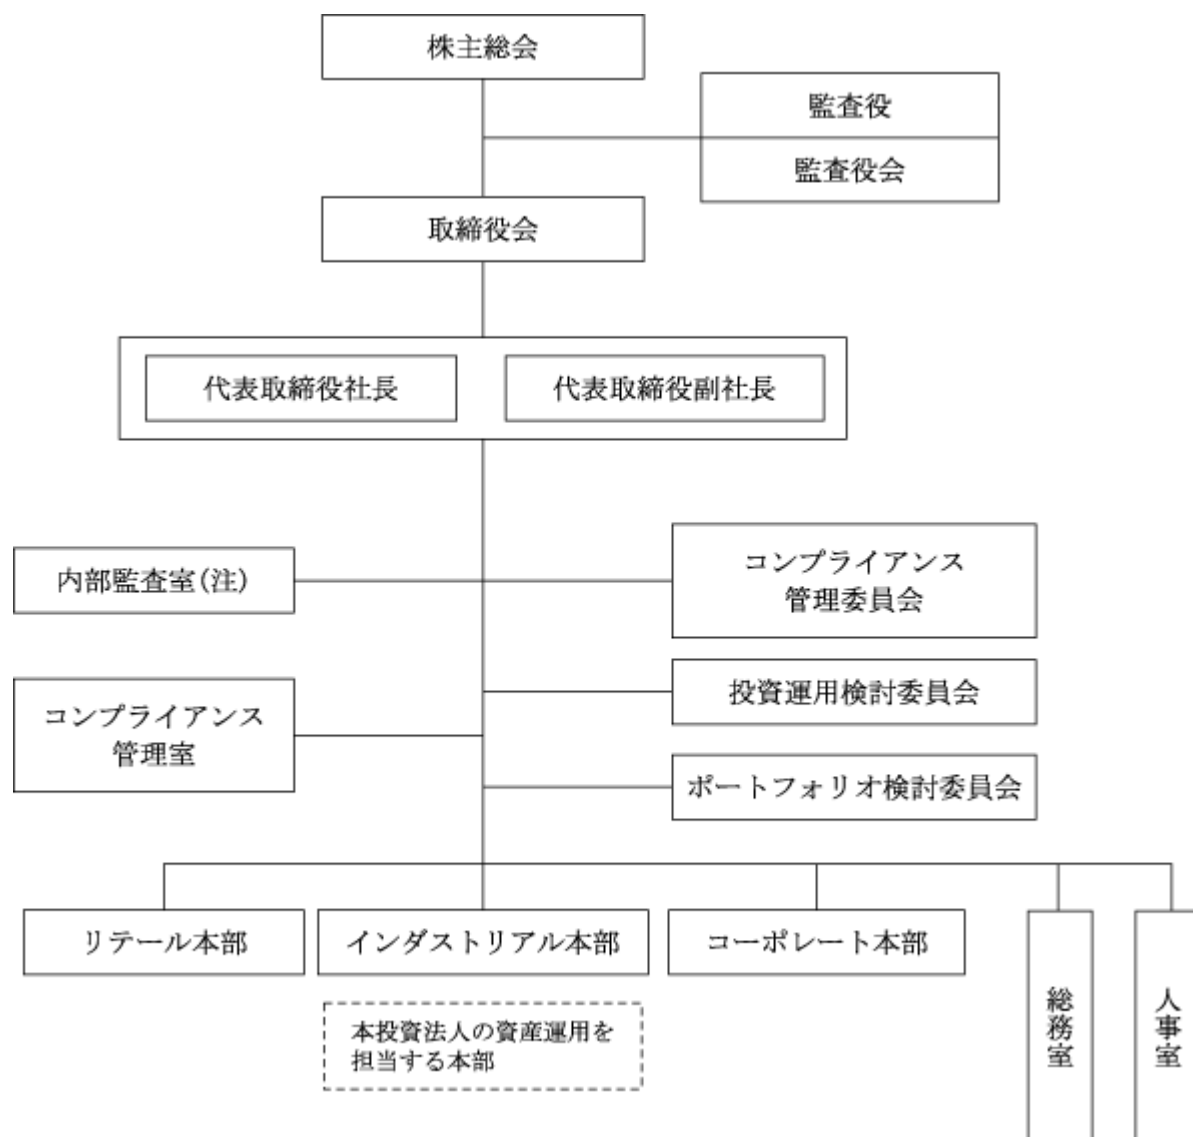 株主総会
監査役
監査役会
取締役会
代表取締役社長
代表取締役副社長
内部監査室(注)
コンプライアンス
管理委員会
コンプライアンス
管理室
投資運用検討委員会
ポートフォリオ検討委員会
リテール本部
インダストリアル本部
コーポレート本部
総務室
人事室
本投資法人の資産運用を
担当する本部